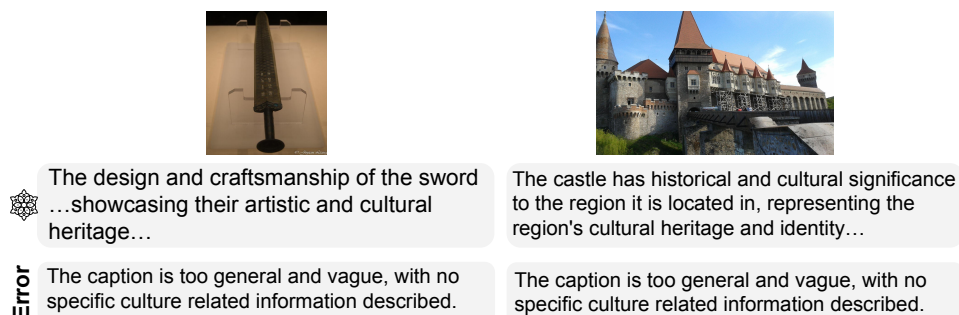 The design and craftsmanship of the sword
…showcasing their artistic and cultural
heritage…
The castle has historical and cultural significance
to the region it is located in, representing the
region's cultural heritage and identity…
Error
The caption is too general and vague, with no
specific culture related information described.
The caption is too general and vague, with no
specific culture related information described.